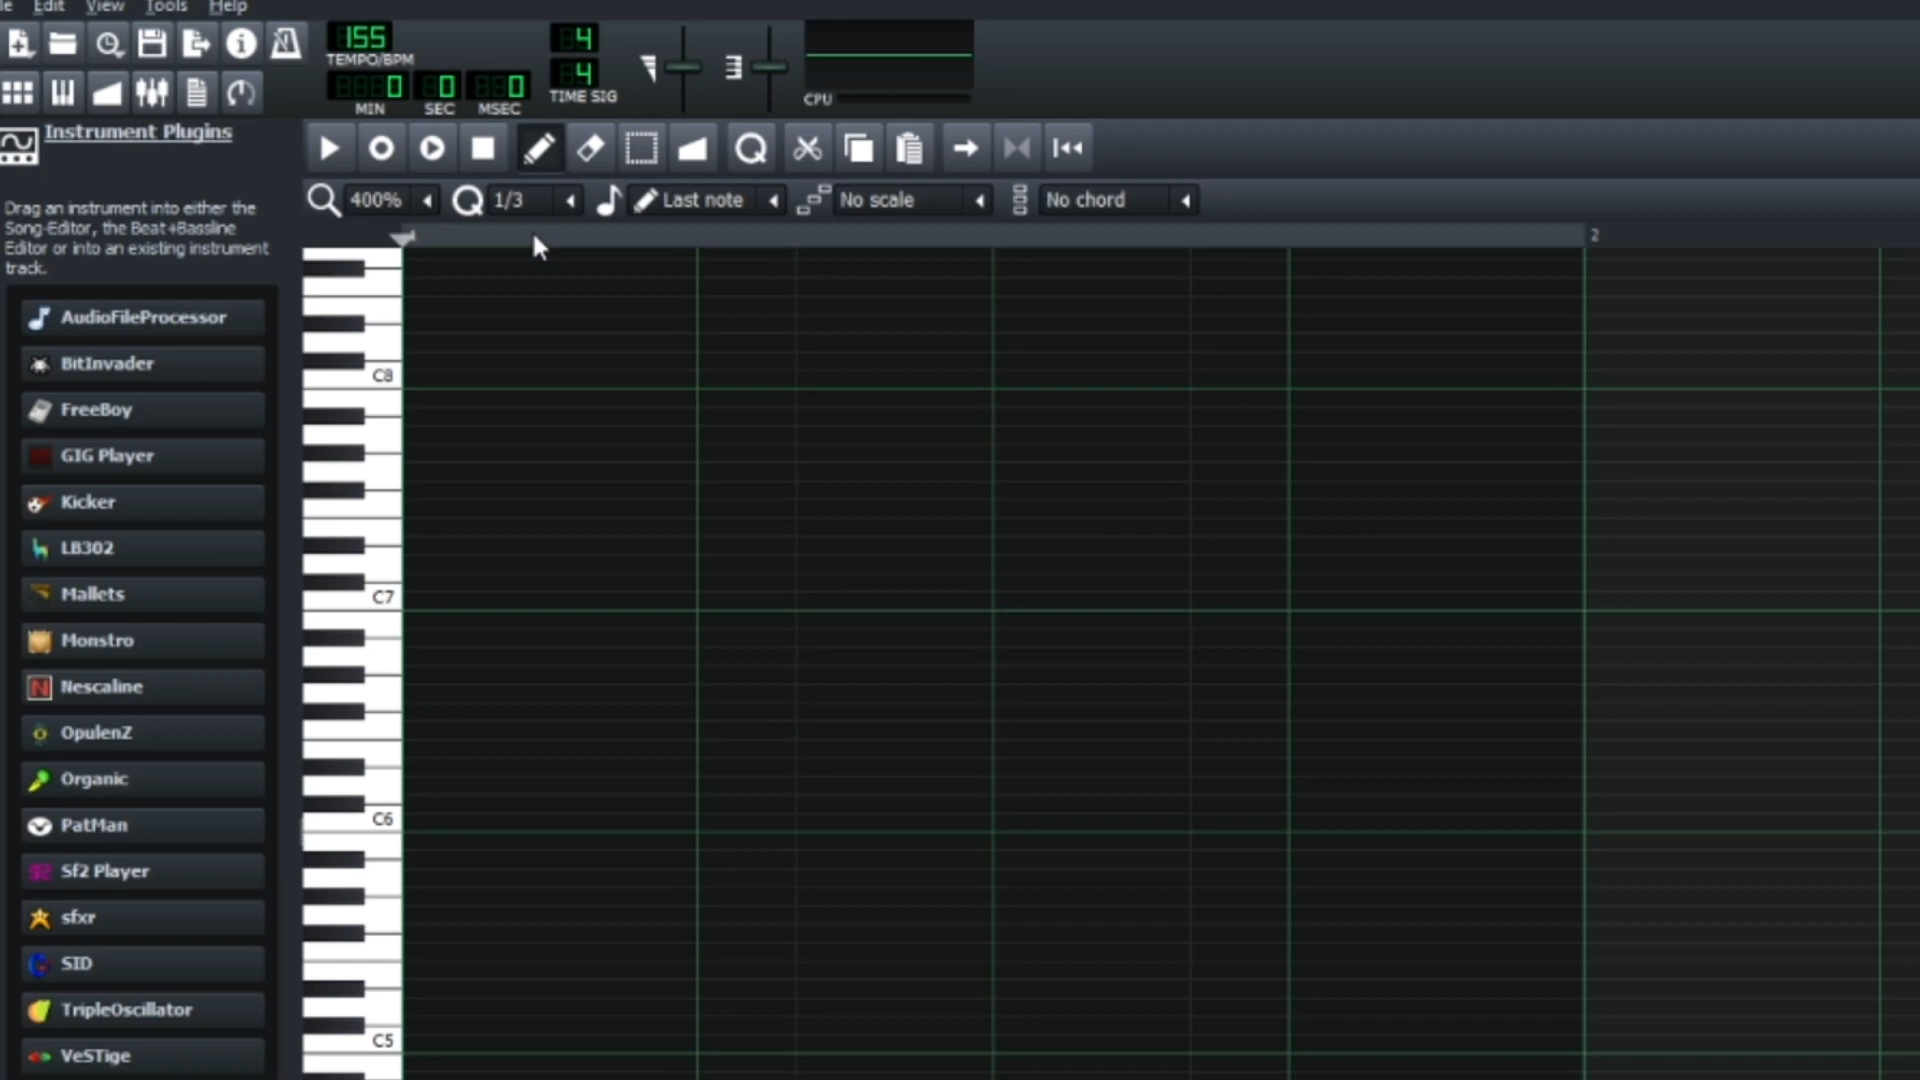 le Edit View Tools Help
155
TEMPO/BPM
4
4
TIME SIG
0 0 0
MIN SEC MSEC
CPU
Instrument Plugins
Drag an instrument into either the
Song-Editor, the Beat+Bassline
Editor or into an existing instrument
track.
400% 1/3 Last note No scale No chord
2
AudioFileProcessor
BitInvader
FreeBoy
GIG Player
Kicker
LB302
Mallets
Monstro
Nescaline
OpulenZ
Organic
PatMan
Sf2 Player
sfxr
SID
TripleOscillator
VeSTige
C8
C7
C6
C5